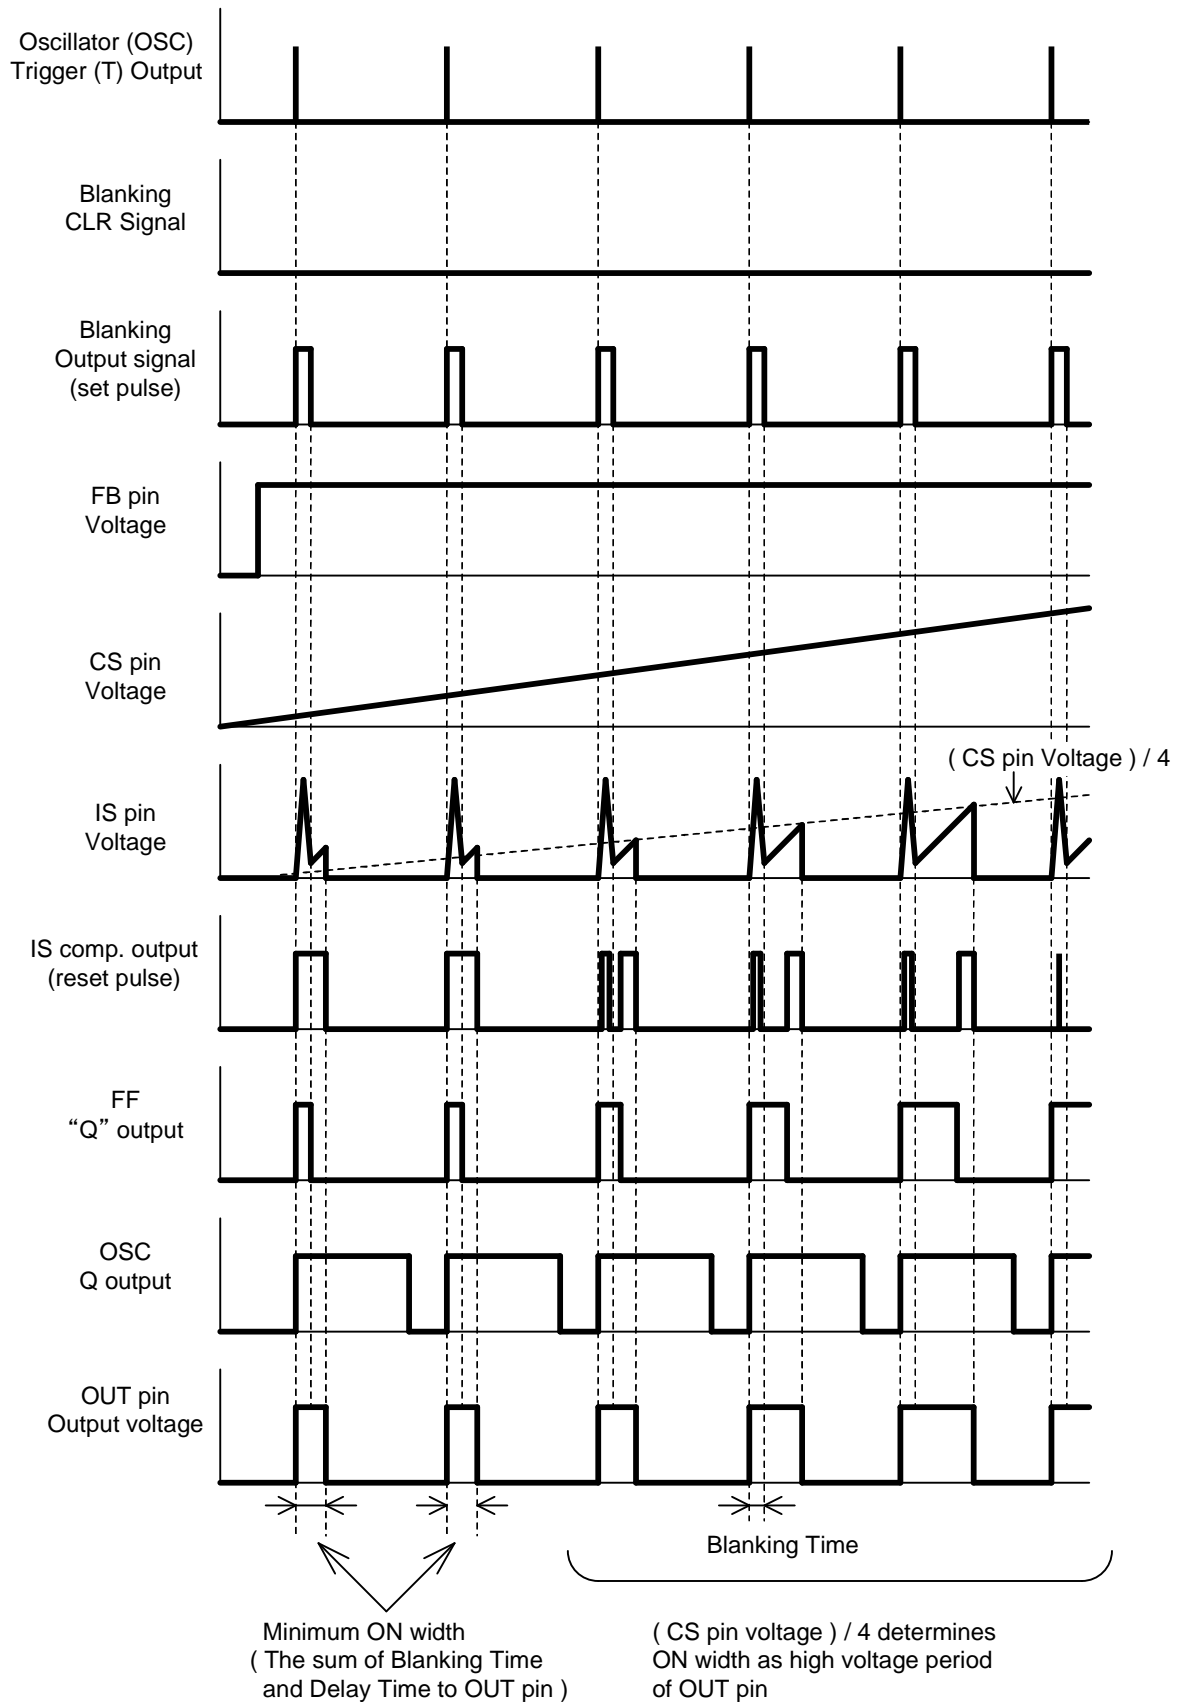 Oscillator (OSC)
Trigger (T) Output
Blanking
CLR Signal
Blanking
Output signal
(set pulse)
FB pin
Voltage
CS pin
Voltage
( CS pin Voltage ) / 4
IS pin
Voltage
IS comp. output
(reset pulse)
FF
“Q” output
OSC
Q output
OUT pin
Output voltage
Blanking Time
Minimum ON width
( The sum of Blanking Time
and Delay Time to OUT pin )
( CS pin voltage ) / 4 determines
ON width as high voltage period
of OUT pin